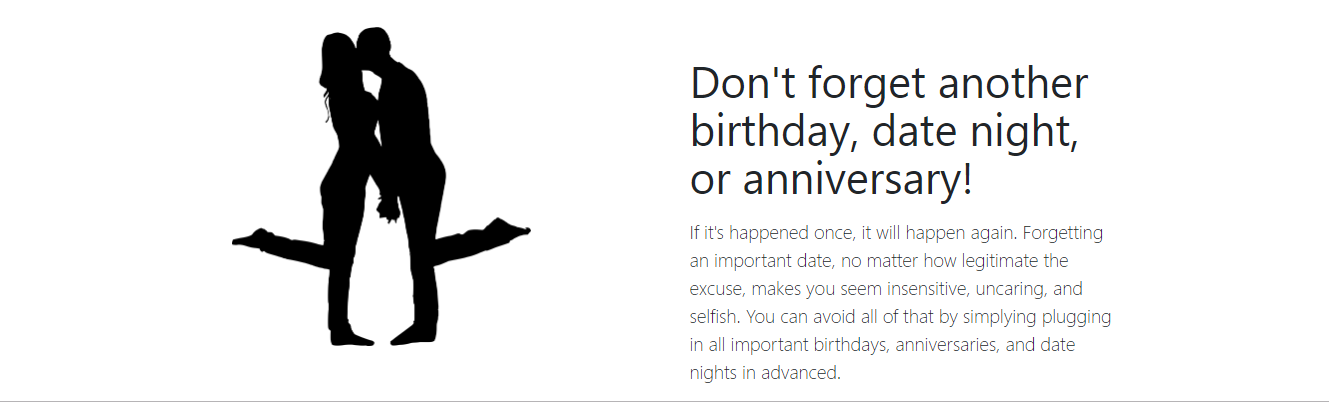 Don't forget another
birthday, date night,
or anniversary!
If it's happened once, it will happen again. Forgetting
an important date, no matter how legitimate the
excuse, makes you seem insensitive, uncaring, and
selfish. You can avoid all of that by simplying plugging
in all important birthdays, anniversaries, and date
nights in advanced.